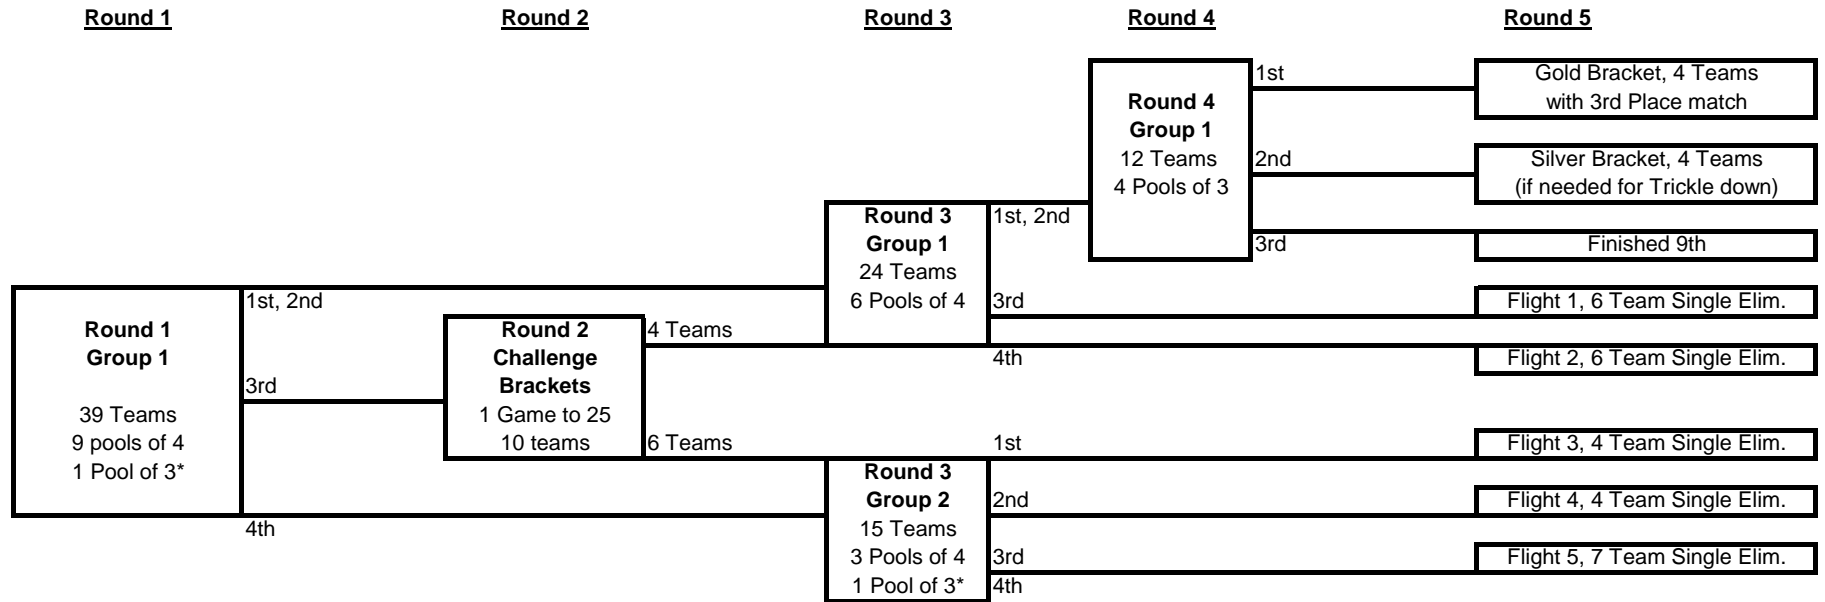 Round 1
Round 2
Round 3
Round 4
Round 5
1st
Gold Bracket, 4 Teams
with 3rd Place match
Round 4
Group 1
12 Teams
4 Pools of 3
2nd
Silver Bracket, 4 Teams
(if needed for Trickle down)
3rd
Finished 9th
Round 3
Group 1
24 Teams
6 Pools of 4
1st, 2nd
3rd
Flight 1, 6 Team Single Elim.
4th
Flight 2, 6 Team Single Elim.
Round 1
Group 1
39 Teams
9 pools of 4
1 Pool of 3*
1st, 2nd
3rd
4th
Round 2
Challenge
Brackets
1 Game to 25
10 teams
4 Teams
6 Teams
1st
Flight 3, 4 Team Single Elim.
Round 3
Group 2
15 Teams
3 Pools of 4
1 Pool of 3*
2nd
Flight 4, 4 Team Single Elim.
3rd
4th
Flight 5, 7 Team Single Elim.